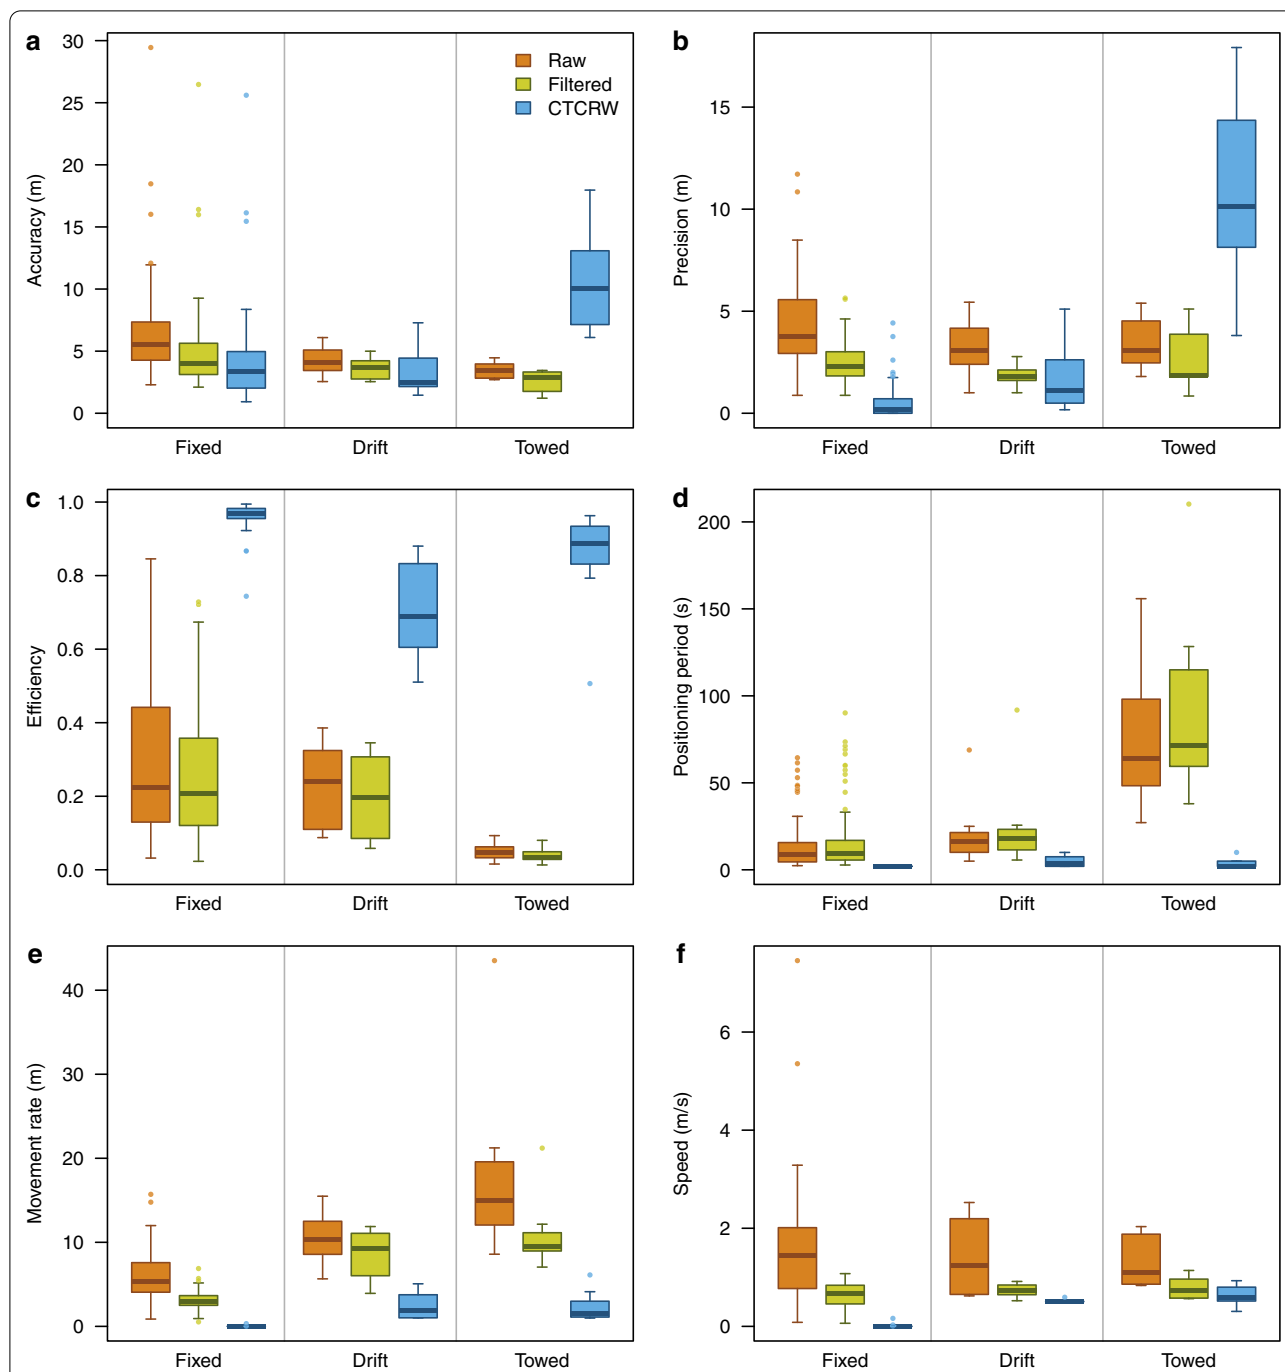 a
30
25
20
15
10
5
0
Accuracy (m)
Raw
Filtered
CTCRW
Fixed Drift Towed
b
15
10
5
0
Precision (m)
Fixed Drift Towed
c
1.0
0.8
0.6
0.4
0.2
0.0
Efficiency
Fixed Drift Towed
d
200
150
100
50
0
Positioning period (s)
Fixed Drift Towed
e
40
30
20
10
0
Movement rate (m)
Fixed Drift Towed
f
6
4
2
0
Speed (m/s)
Fixed Drift Towed